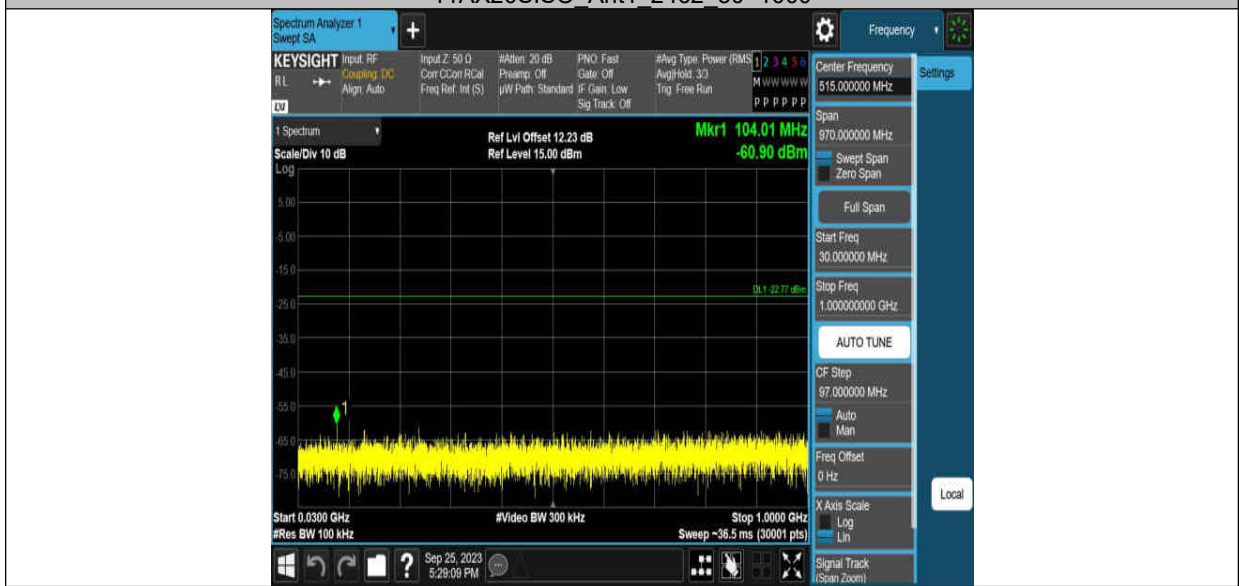 Spectrum Analyzer 1
Swept SA
+
Frequency
KEYSIGHT
RL
LXI
Input: RF
Coupling: DC
Align: Auto
Input Z: 50 Ω
Corr CCorr RCal
Freq Ref: Int (S)
#Atten: 20 dB
Preamp: Off
µW Path: Standard
PNO: Fast
Gate: Off
IF Gain: Low
Sig Track: Off
#Avg Type: Power (RMS
Avg|Hold: 3/3
Trig: Free Run
1 2 3 4 5 6
M W W W W W
P P P P P P
1 Spectrum
Scale/Div 10 dB
Log
Ref Lvl Offset 12.23 dB
Ref Level 15.00 dBm
Mkr1 104.01 MHz
-60.90 dBm
5.00
-5.00
-15.0
DL1 -22.77 dBm
-25.0
-35.0
-45.0
-55.0
1
-65.0
-75.0
Start 0.0300 GHz
#Res BW 100 kHz
#Video BW 300 kHz
Stop 1.0000 GHz
Sweep ~36.5 ms (30001 pts)
?
Sep 25, 2023
5:29:09 PM
Center Frequency
515.000000 MHz
Settings
Span
970.000000 MHz
Swept Span
Zero Span
Full Span
Start Freq
30.000000 MHz
Stop Freq
1.000000000 GHz
AUTO TUNE
CF Step
97.000000 MHz
Auto
Man
Freq Offset
0 Hz
Local
X Axis Scale
Log
Lin
Signal Track
(Span Zoom)